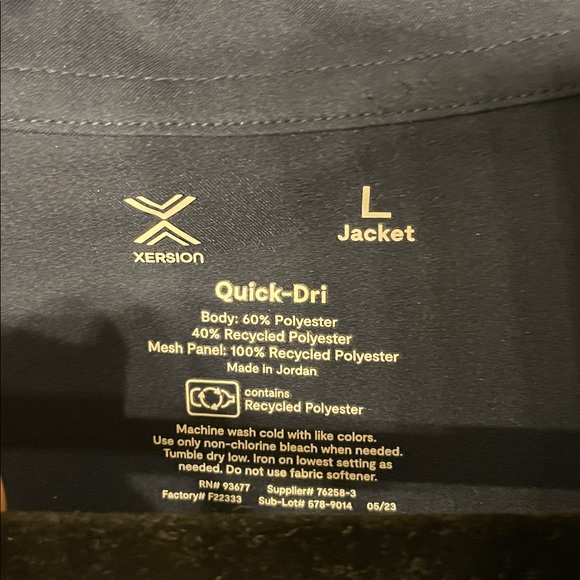 XERSION
L
Jacket
Quick-Dri
Body: 60% Polyester
40% Recycled Polyester
Mesh Panel: 100% Recycled Polyester
Made in Jordan
contains
Recycled Polyester
Machine wash cold with like colors.
Use only non-chlorine bleach when needed.
Tumble dry low. Iron on lowest setting as
needed. Do not use fabric softener.
RN# 93677 Supplier# 76258-3
Factory# F22333 Sub-Lot# 578-9014 05/23